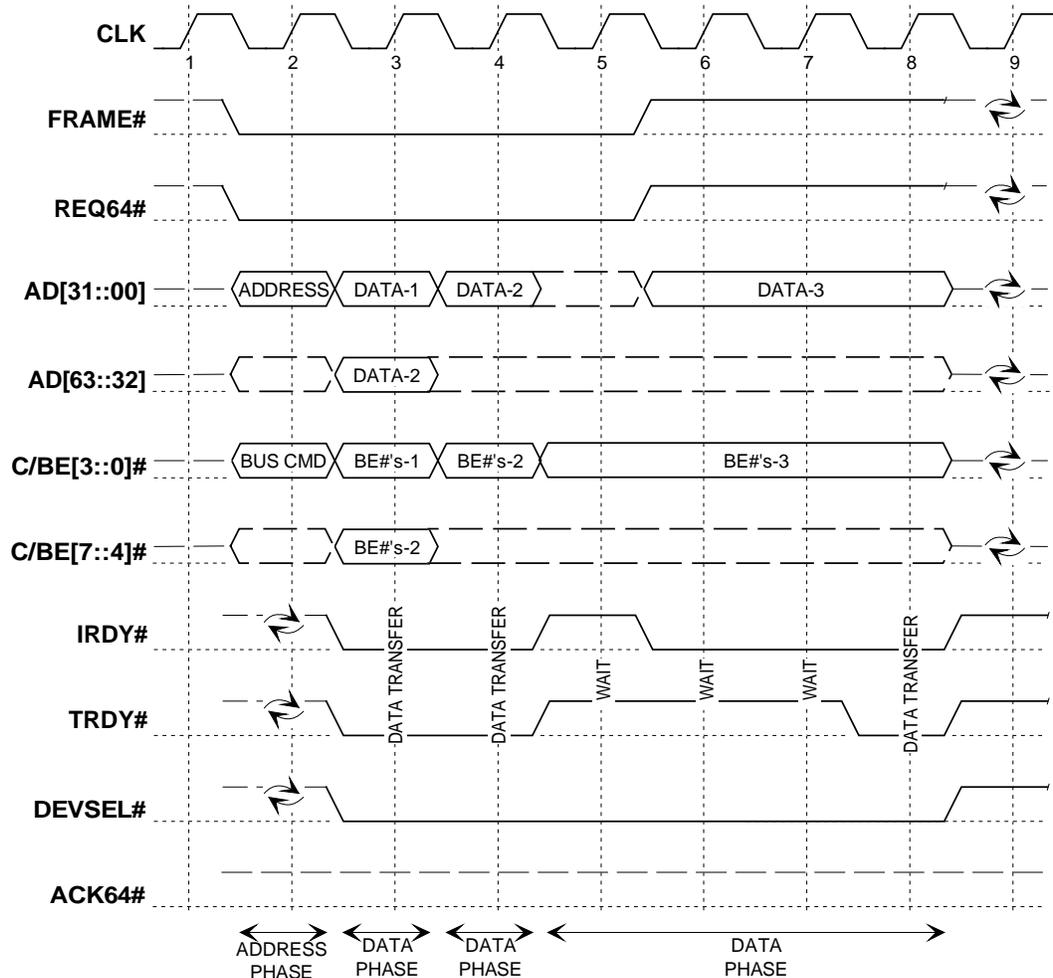 CLK
1 2 3 4 5 6 7 8 9
FRAME#
REQ64#
AD[31::00] ADDRESS DATA-1 DATA-2 DATA-3
AD[63::32] DATA-2
C/BE[3::0]# BUS CMD BE#'s-1 BE#'s-2 BE#'s-3
C/BE[7::4]# BE#'s-2
IRDY#
DATA TRANSFER
DATA TRANSFER
WAIT
WAIT
WAIT
DATA TRANSFER
TRDY#
DEVSEL#
ACK64#
ADDRESS
PHASE
DATA
PHASE
DATA
PHASE
DATA
PHASE